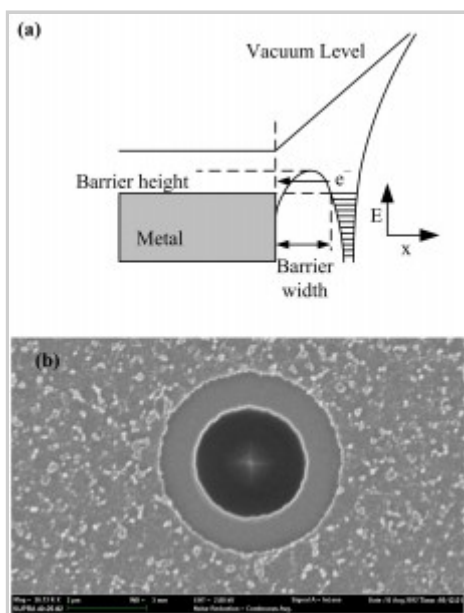 (a)
Vacuum Level
Barrier height
e⁻
Metal
E
x
Barrier
width
(b)